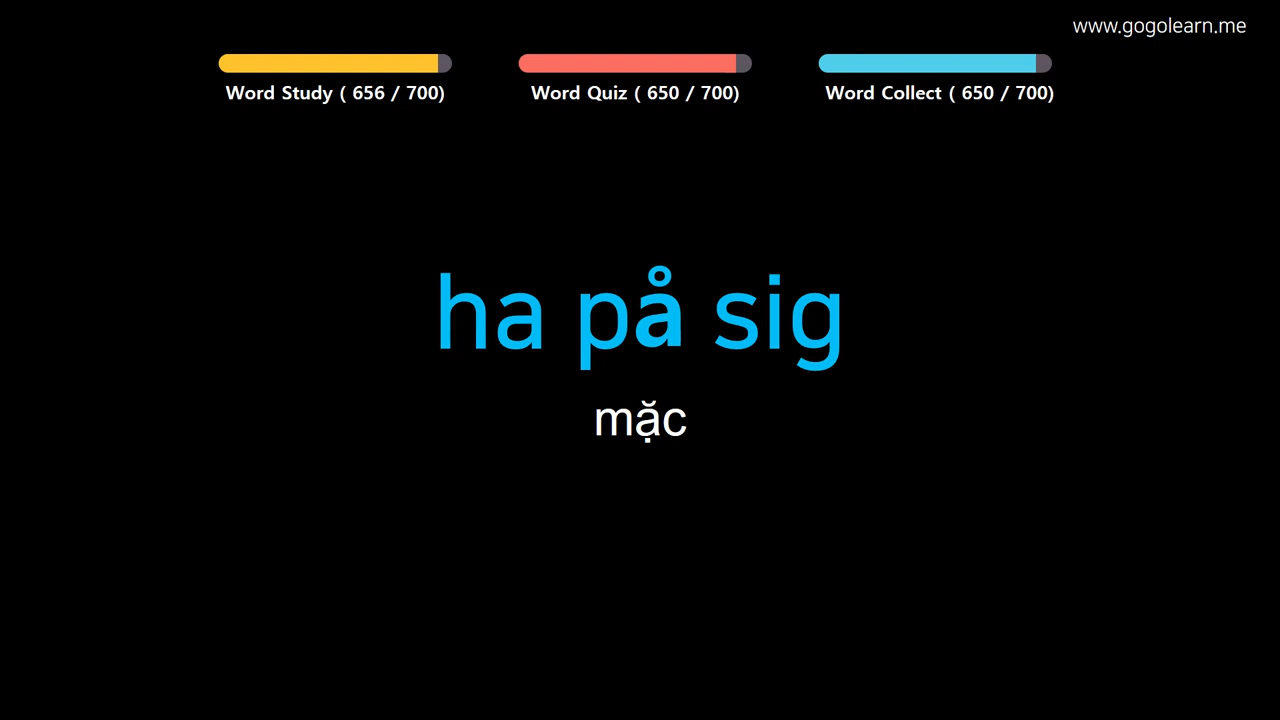 www.gogolearn.me
Word Study ( 656 / 700)
Word Quiz ( 650 / 700)
Word Collect ( 650 / 700)
ha på sig
mặc